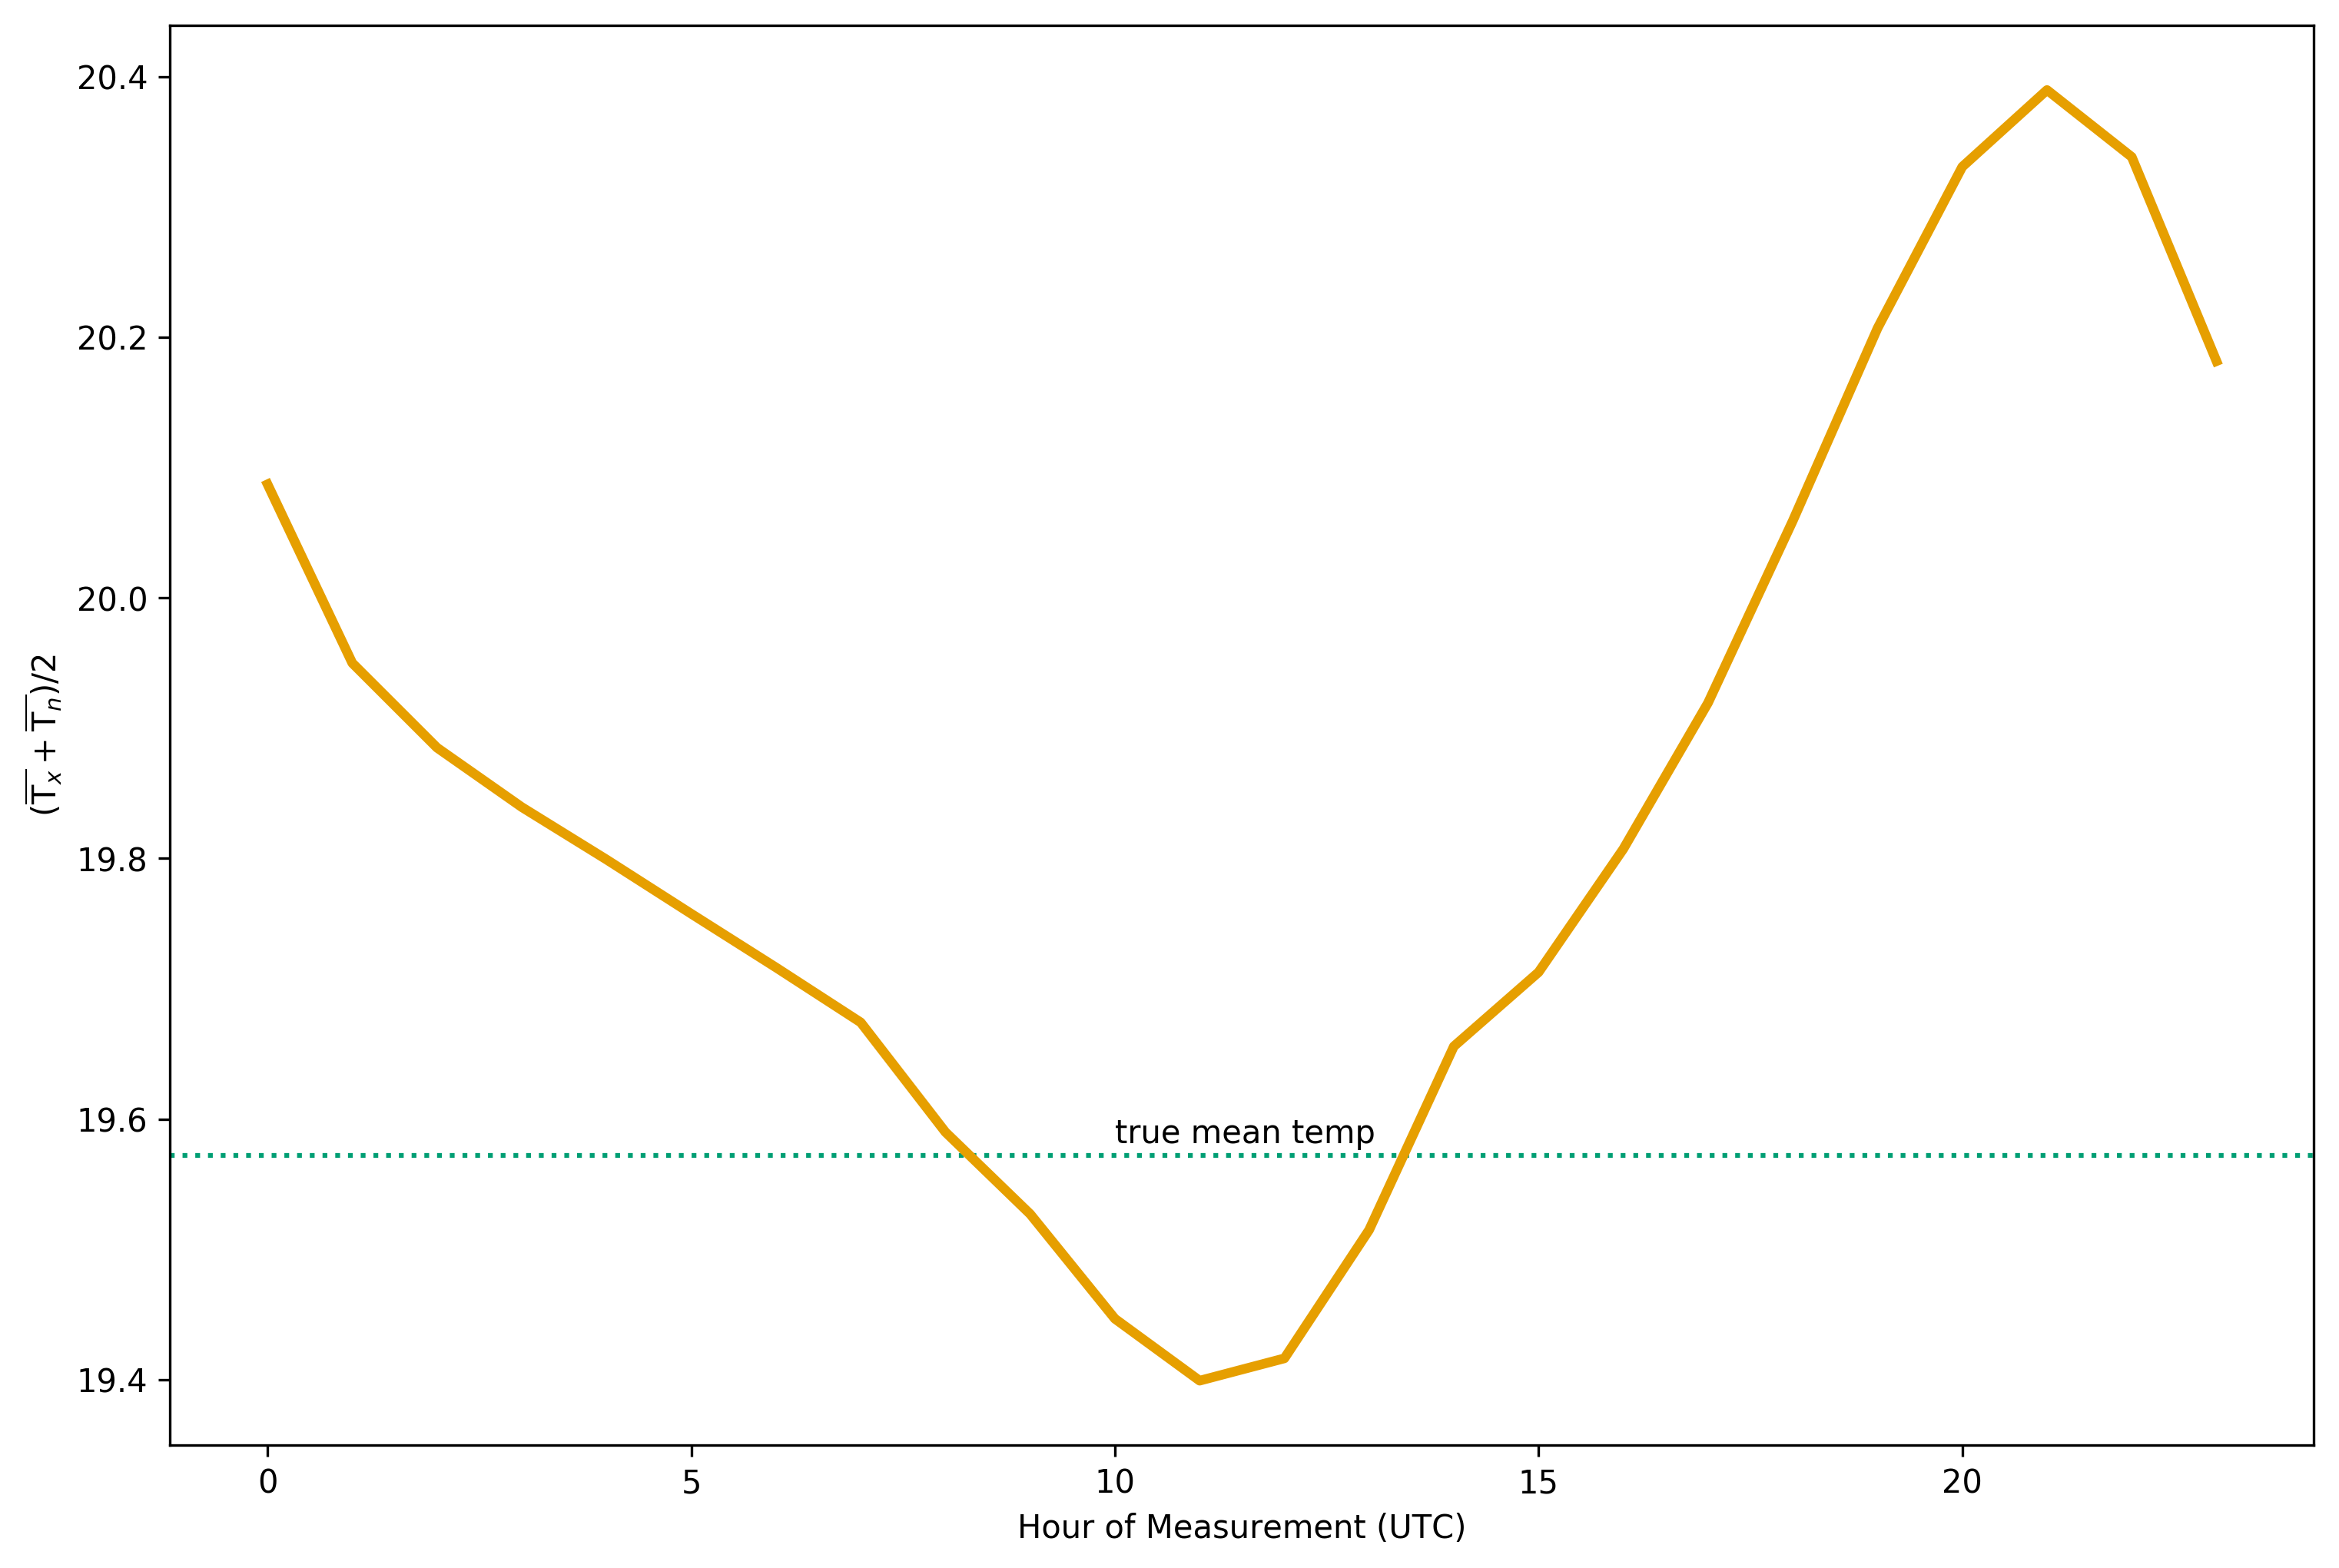 20.4
20.2
20.0
19.8
19.6
19.4
(T̅ₓ + T̅ₙ)/2
true mean temp
0 5 10 15 20
Hour of Measurement (UTC)